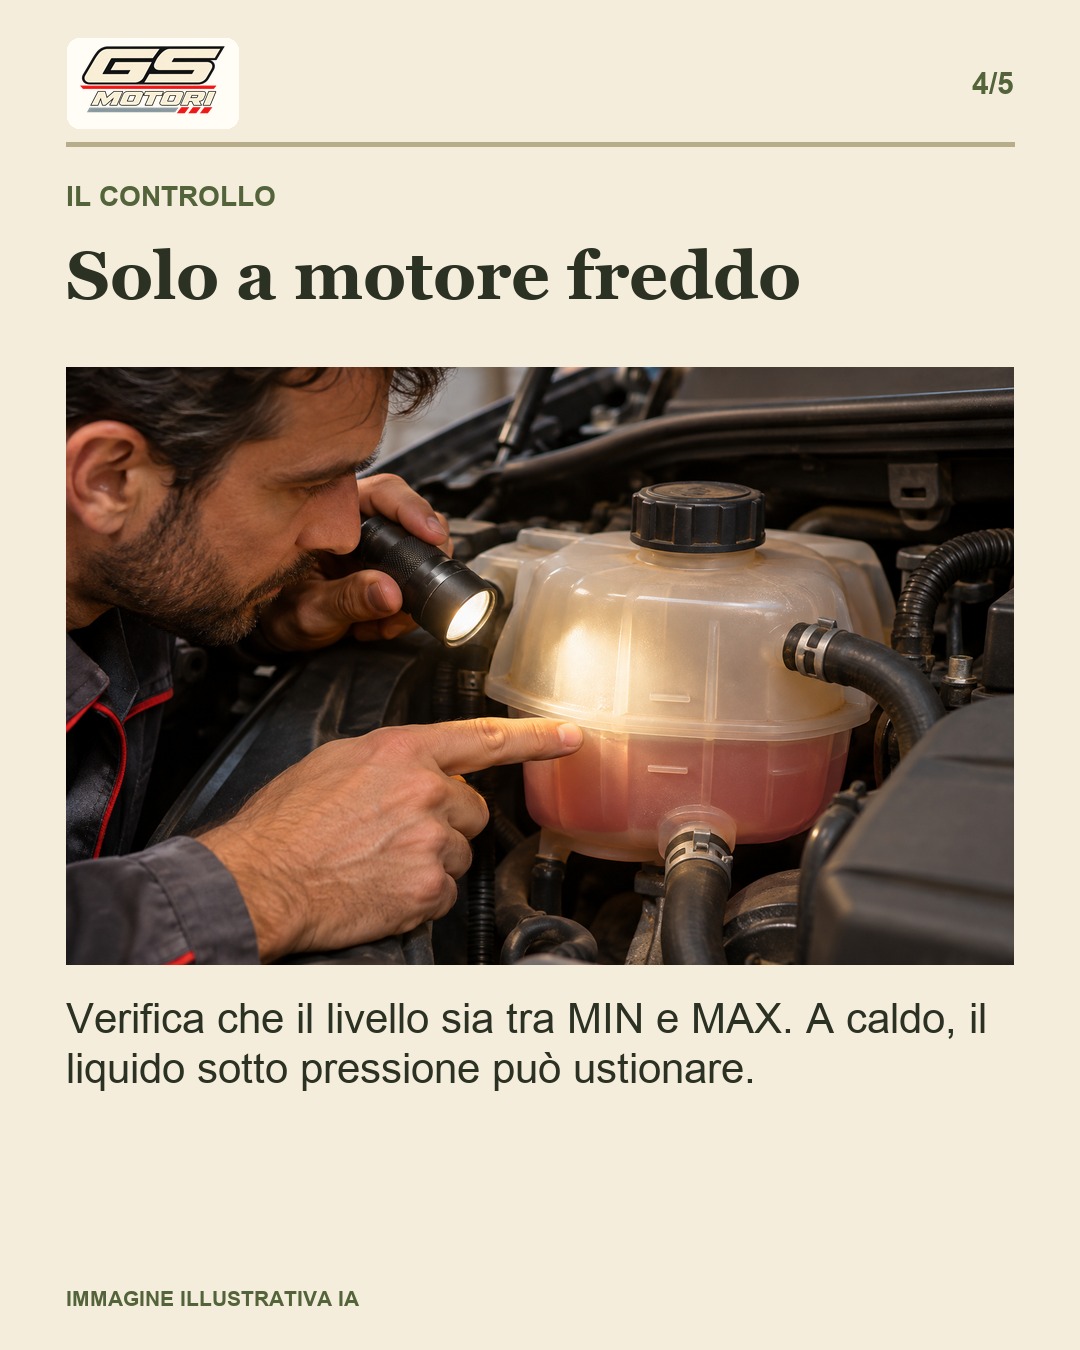 GS
MOTORI
4/5
IL CONTROLLO
Solo a motore freddo
Verifica che il livello sia tra MIN e MAX. A caldo, il
liquido sotto pressione può ustionare.
IMMAGINE ILLUSTRATIVA IA